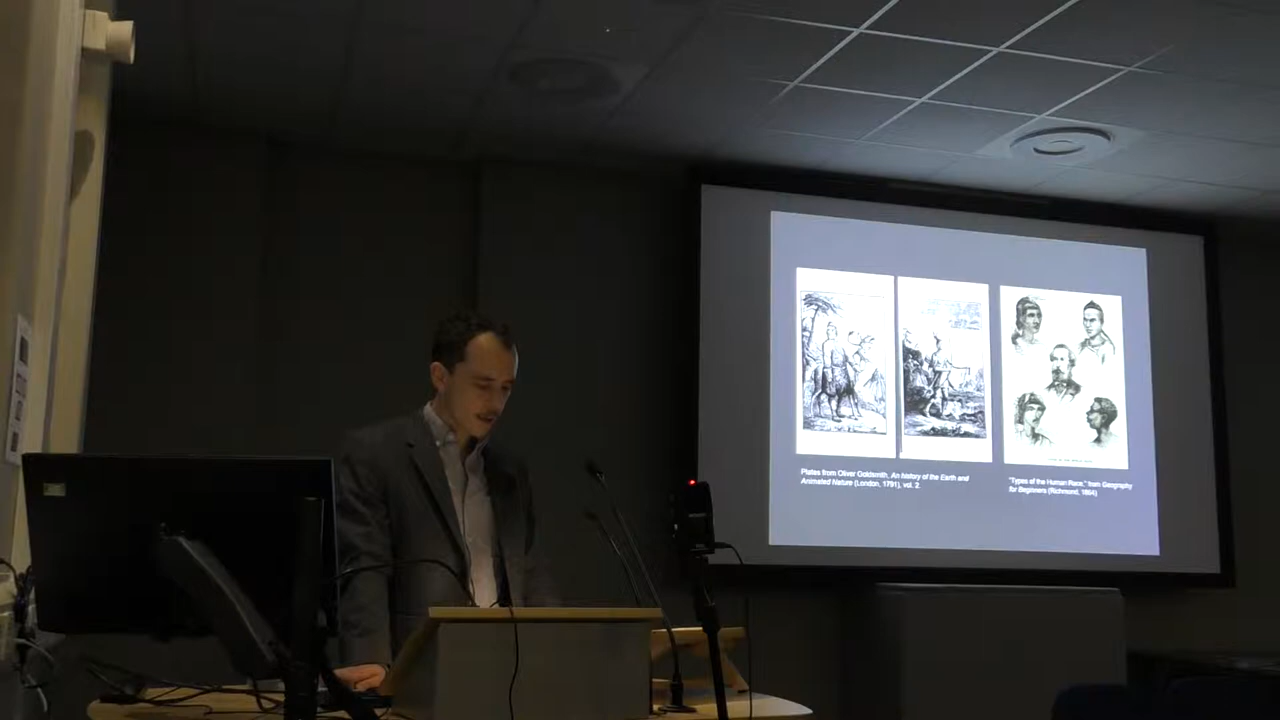 Plates from Oliver Goldsmith, An history of the Earth and
Animated Nature (London, 1791), vol. 2.
"Types of the Human Race," from Geography
for Beginners (Richmond, 1864)